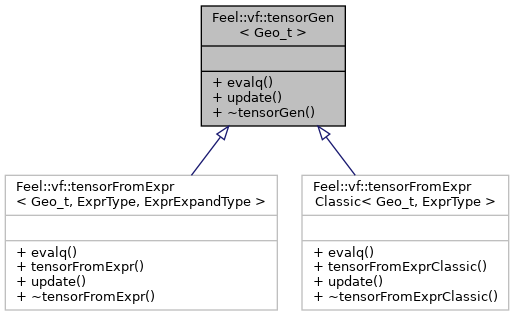 Feel::vf::tensorGen
< Geo_t >
+ evalq()
+ update()
+ ~tensorGen()
Feel::vf::tensorFromExpr
< Geo_t, ExprType, ExprExpandType >
+ evalq()
+ tensorFromExpr()
+ update()
+ ~tensorFromExpr()
Feel::vf::tensorFromExpr
Classic< Geo_t, ExprType >
+ evalq()
+ tensorFromExprClassic()
+ update()
+ ~tensorFromExprClassic()